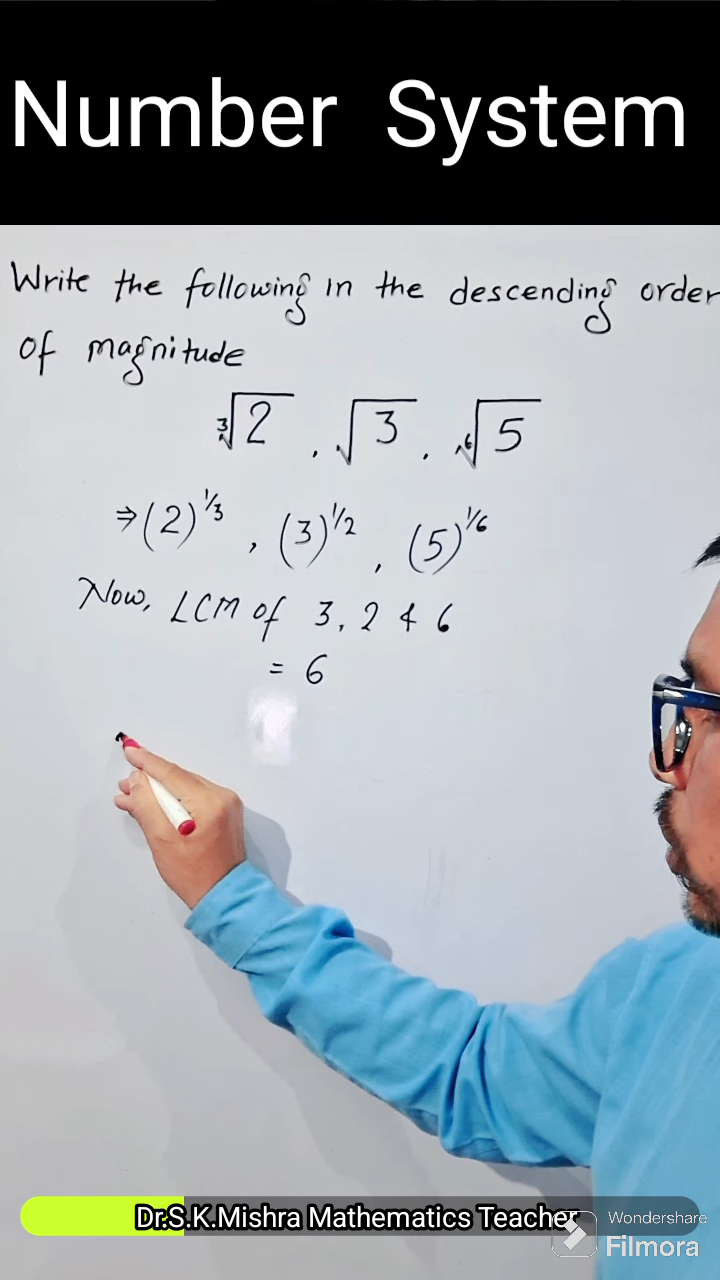 Number System
Write the following in the descending order
of magnitude
∛2 , √3 , ⁶√5
⇒ (2)^1/3 , (3)^1/2 , (5)^1/6
Now, LCM of 3, 2 & 6
= 6
Dr.S.K.Mishra Mathematics Teacher
Wondershare
Filmora